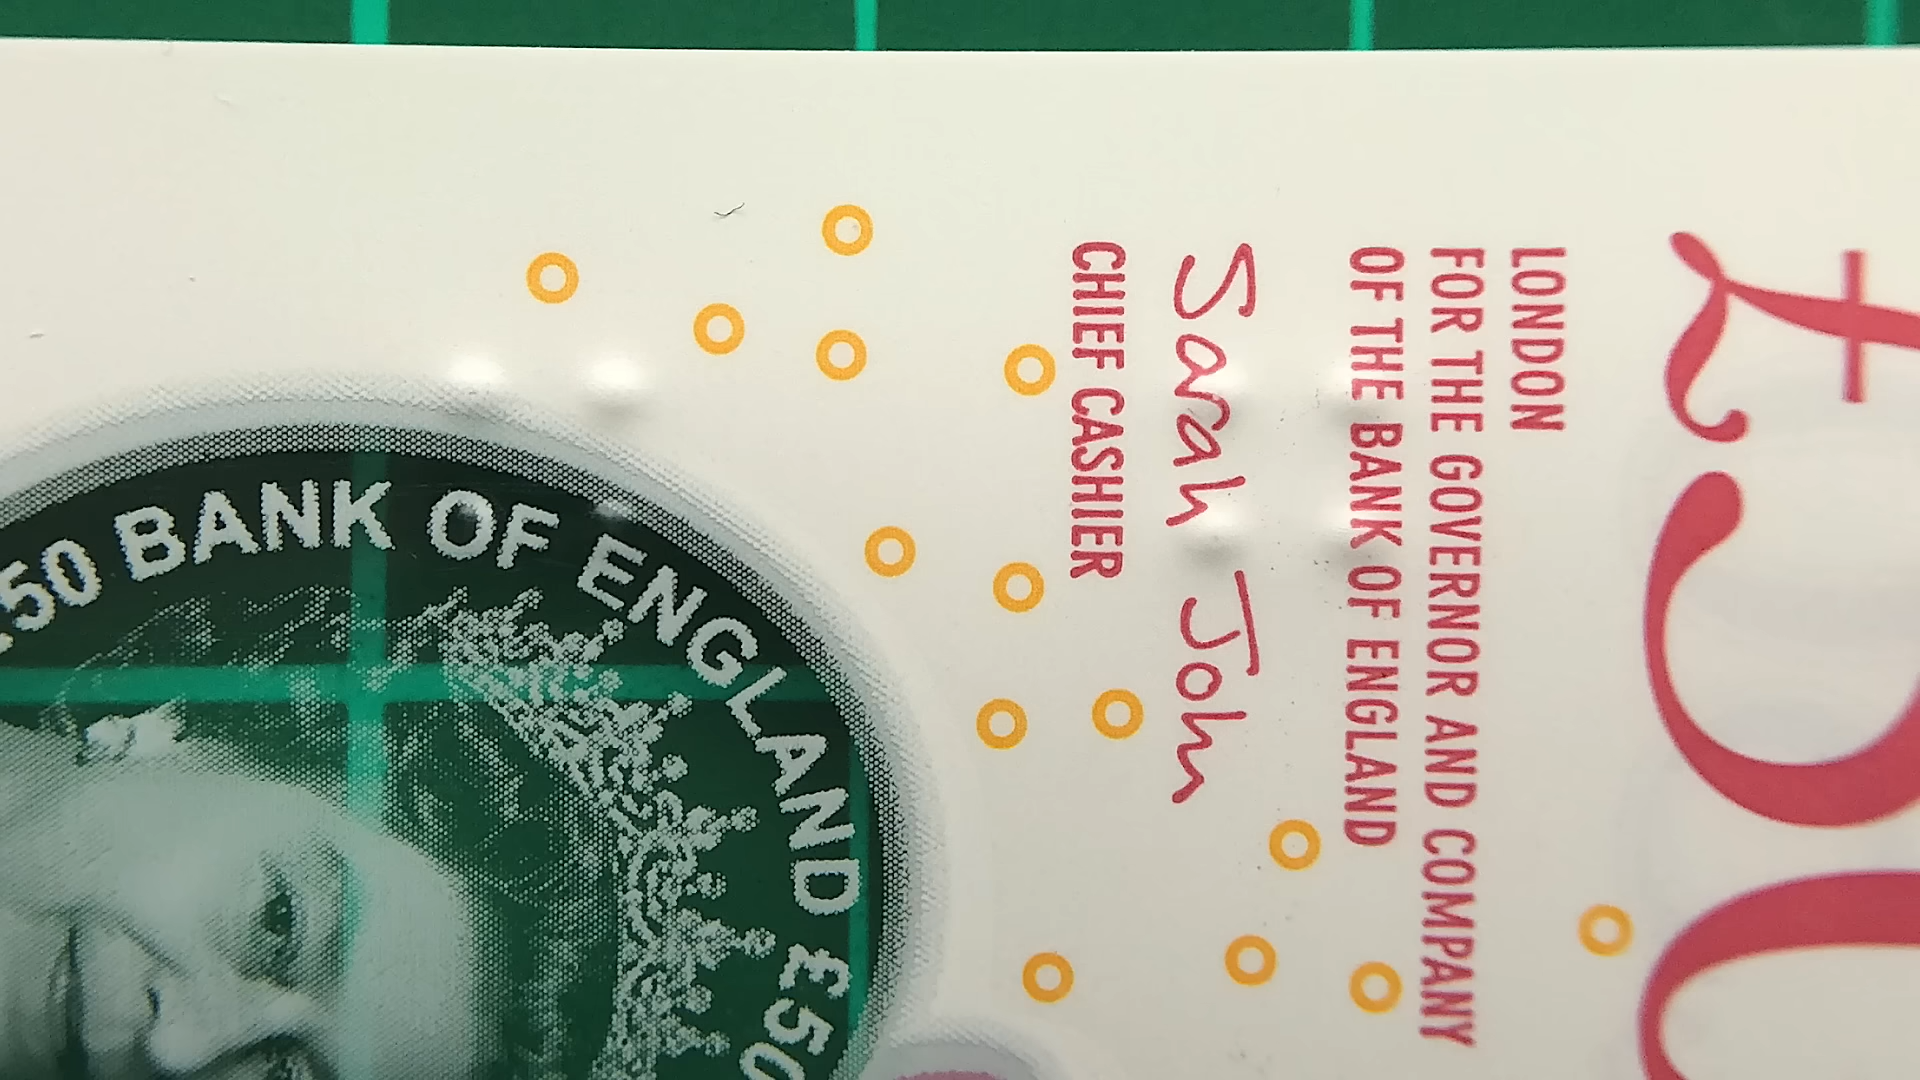 £50
LONDON
FOR THE GOVERNOR AND COMPANY
OF THE BANK OF ENGLAND
Sarah John
CHIEF CASHIER
£50 BANK OF ENGLAND £50